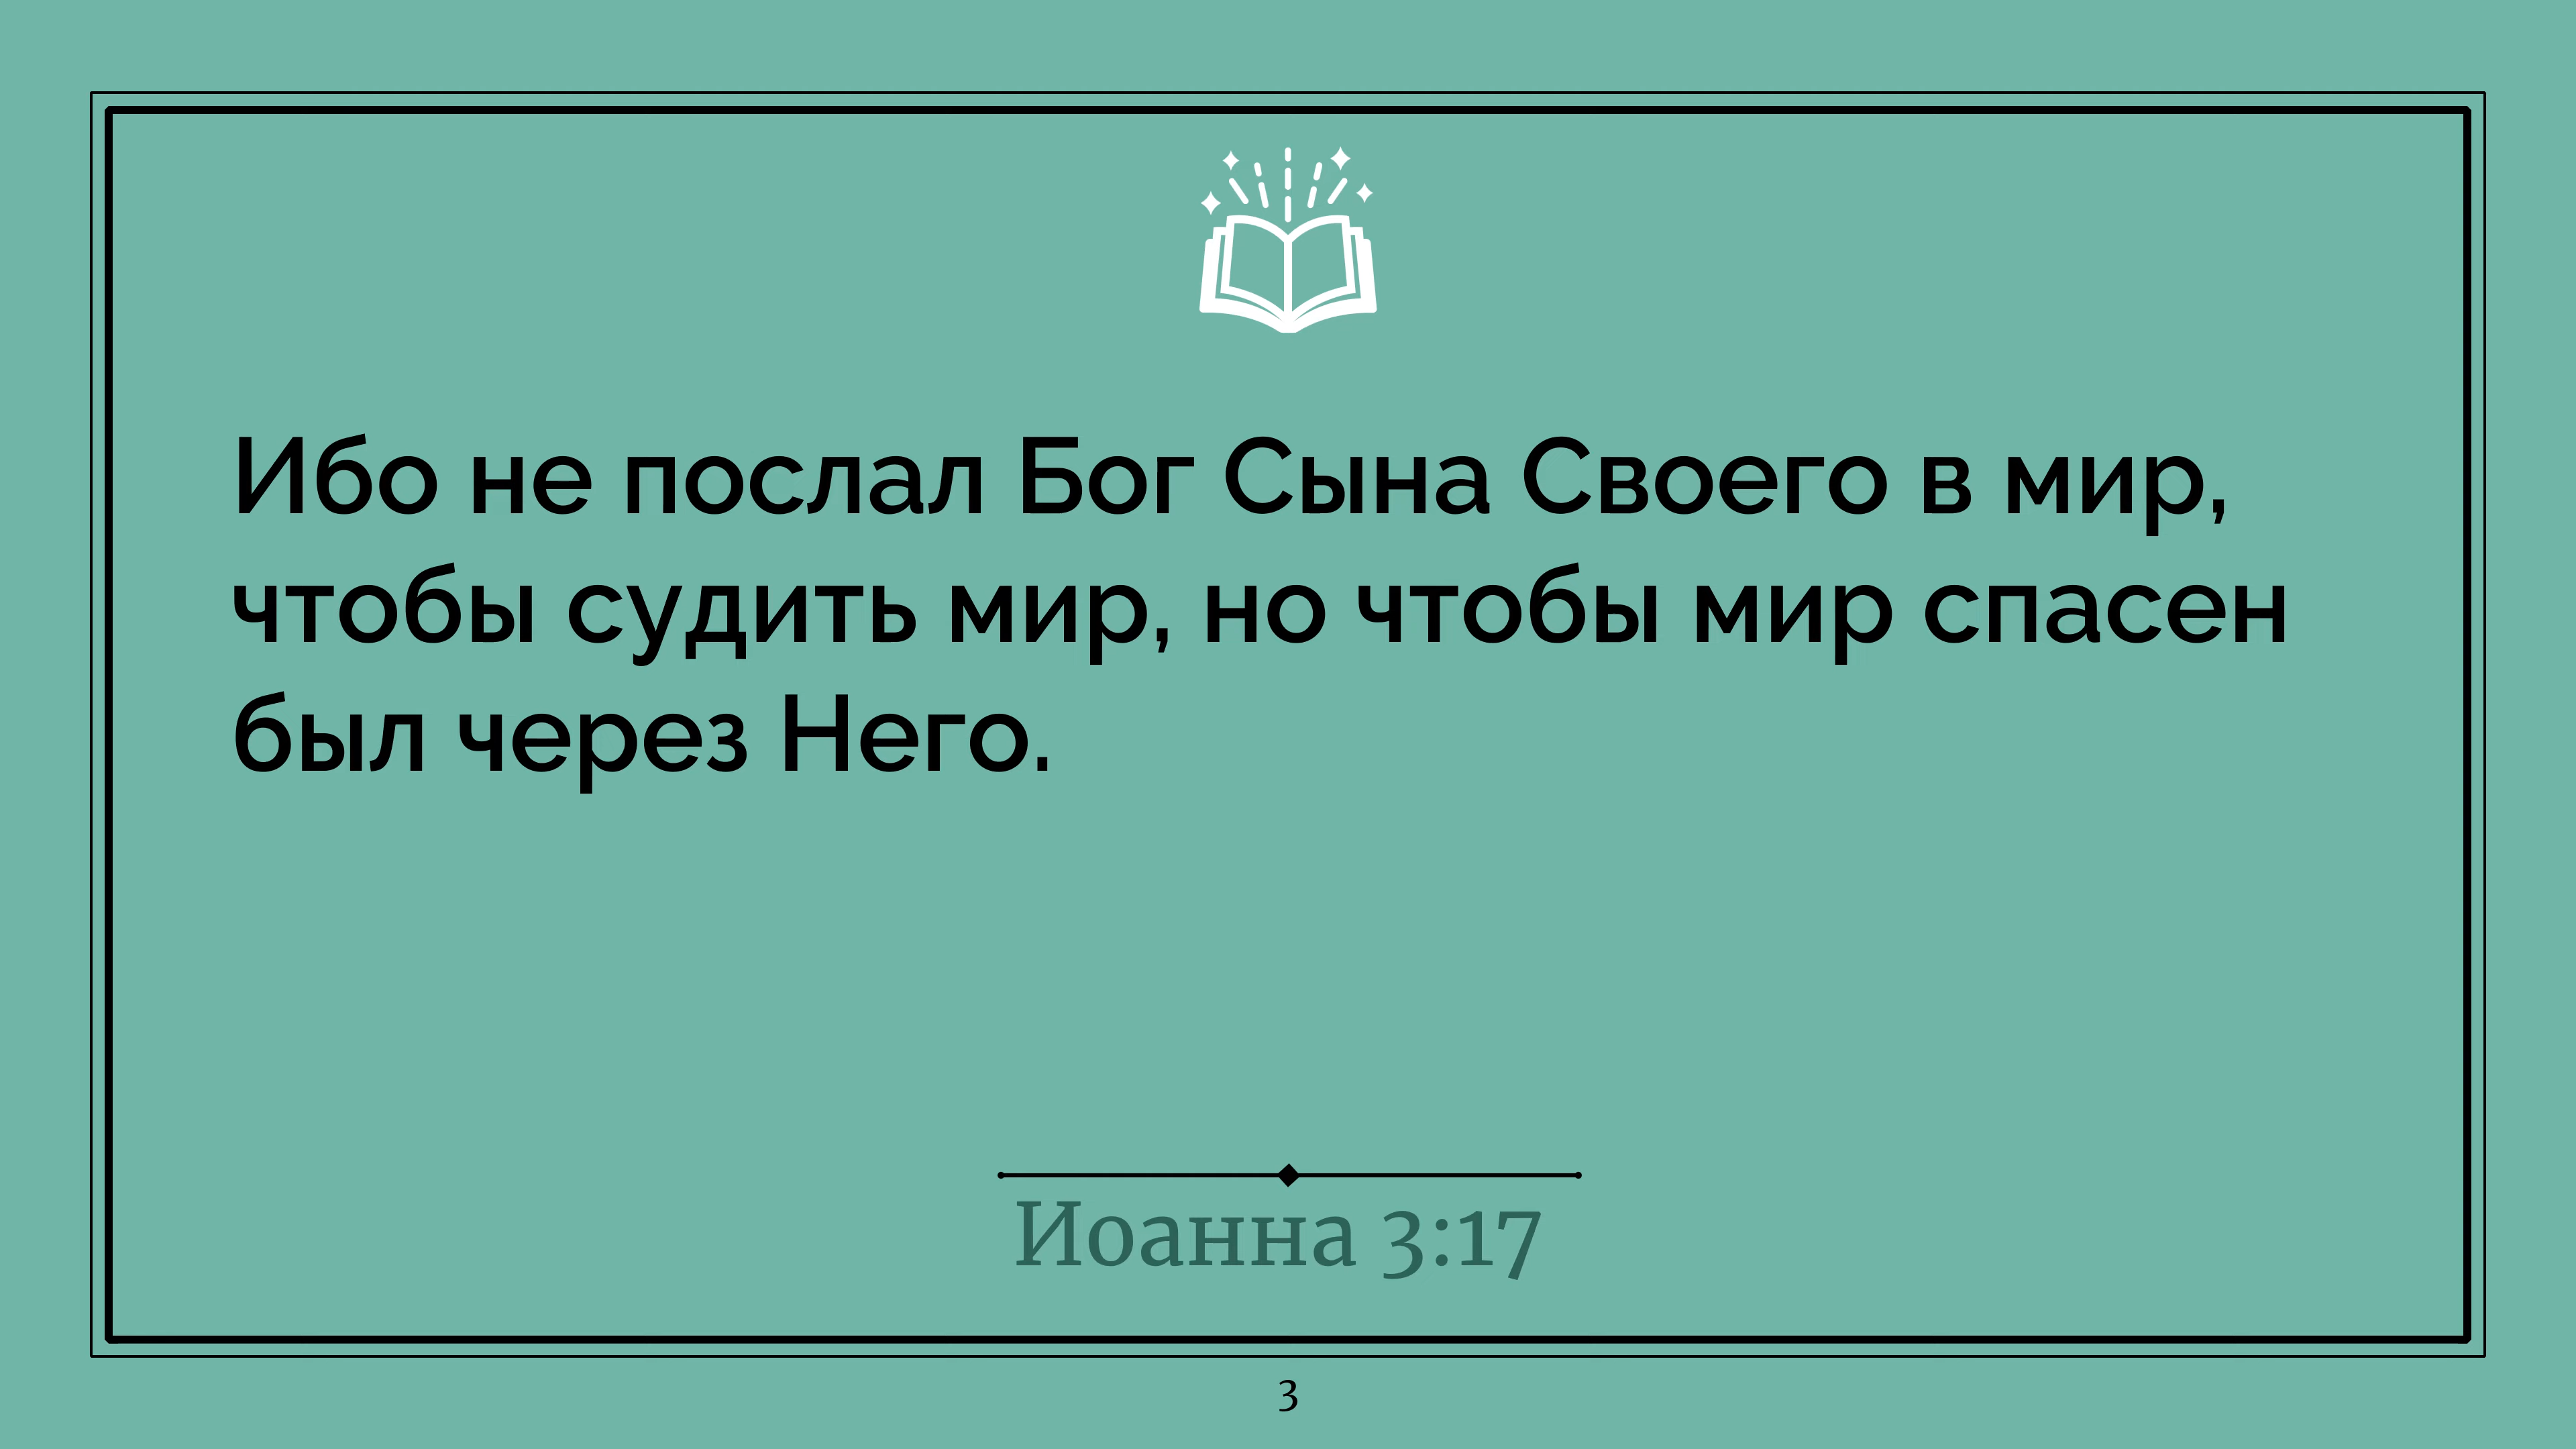 Ибо не послал Бог Сына Своего в мир,
чтобы судить мир, но чтобы мир спасен
был через Него.
Иоанна 3:17
3